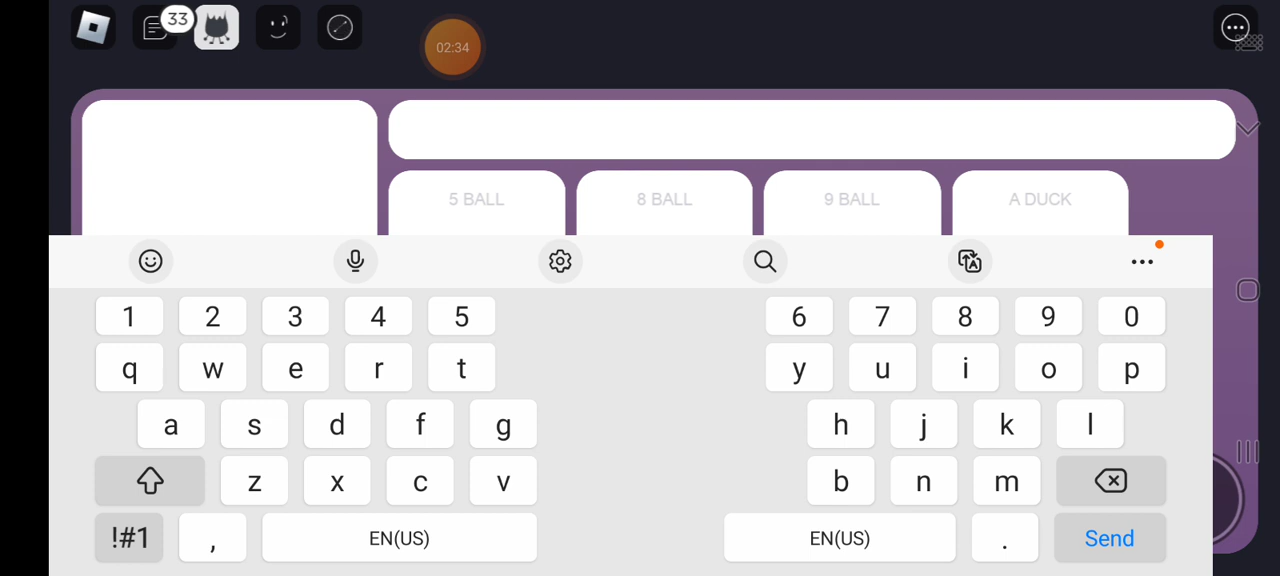 33
02:34
5 BALL 8 BALL 9 BALL A DUCK
1 2 3 4 5 6 7 8 9 0
q w e r t y u i o p
a s d f g h j k l
z x c v b n m
!#1 , EN(US) EN(US) . Send